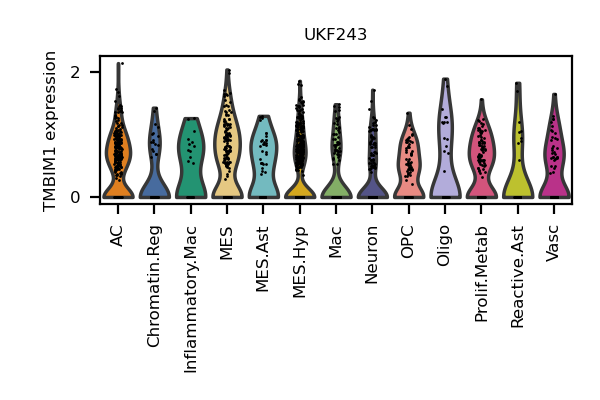 UKF243
TMBIM1 expression
2
0
AC
Chromatin.Reg
Inflammatory.Mac
MES
MES.Ast
MES.Hyp
Mac
Neuron
OPC
Oligo
Prolif.Metab
Reactive.Ast
Vasc